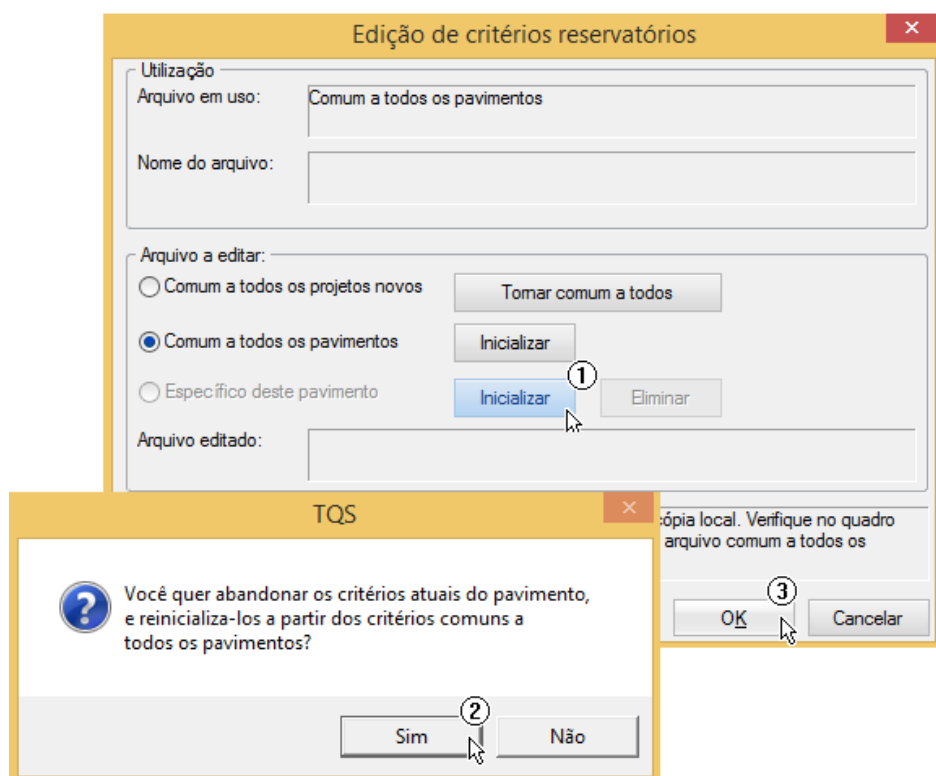 Edição de critérios reservatórios
Utilização
Arquivo em uso: Comum a todos os pavimentos
Nome do arquivo:
Arquivo a editar:
Comum a todos os projetos novos Tornar comum a todos
Comum a todos os pavimentos Inicializar
1
Específico deste pavimento Inicializar Eliminar
Arquivo editado:
cópia local. Verifique no quadro
arquivo comum a todos os
3
OK Cancelar
TQS
Você quer abandonar os critérios atuais do pavimento,
e reinicializa-los a partir dos critérios comuns a
todos os pavimentos?
2
Sim Não